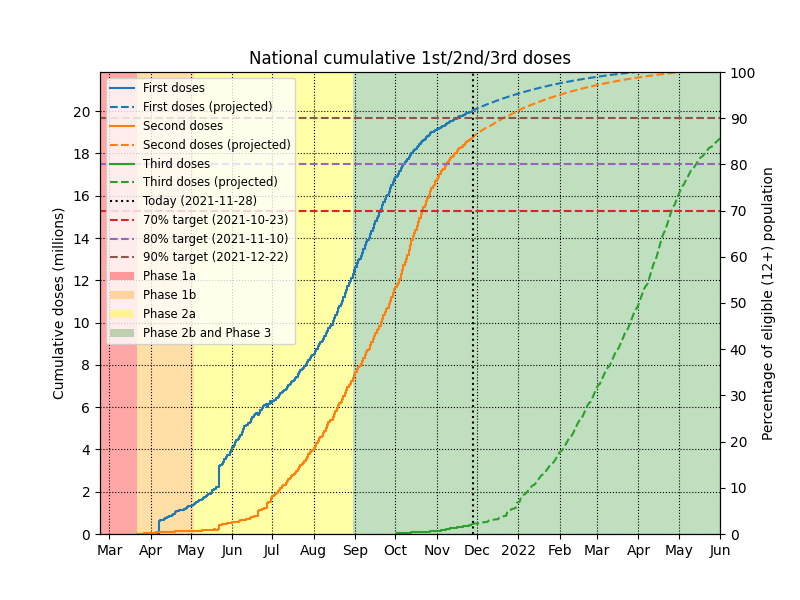 National cumulative 1st/2nd/3rd doses
First doses
First doses (projected)
Second doses
Second doses (projected)
Third doses
Third doses (projected)
Today (2021-11-28)
70% target (2021-10-23)
80% target (2021-11-10)
90% target (2021-12-22)
Phase 1a
Phase 1b
Phase 2a
Phase 2b and Phase 3
Cumulative doses (millions)
20
18
16
14
12
10
8
6
4
2
0
100
90
80
70
60
50
40
30
20
10
0
Percentage of eligible (12+) population
Mar Apr May Jun Jul Aug Sep Oct Nov Dec 2022 Feb Mar Apr May Jun